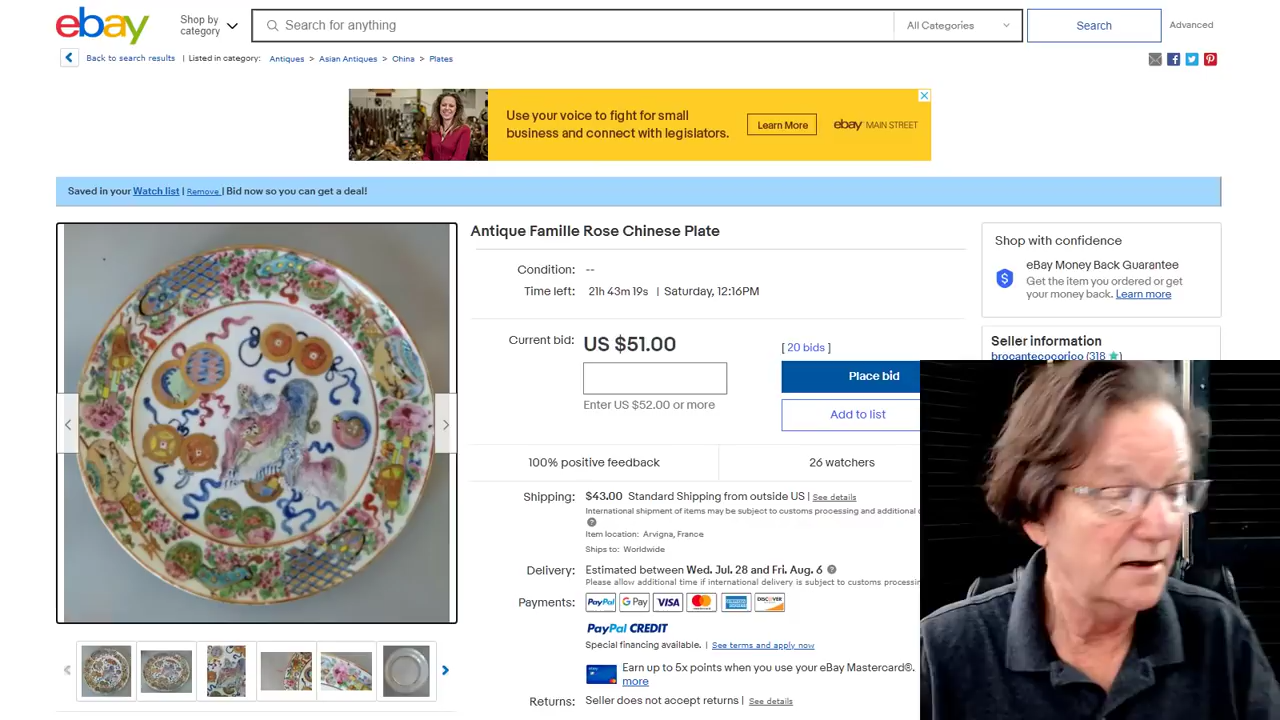 ebay
Shop by
category
Search for anything
All Categories
Search
Advanced
Back to search results | Listed in category: Antiques > Asian Antiques > China > Plates
Use your voice to fight for small
business and connect with legislators.
Learn More
ebay MAIN STREET
Saved in your Watch list | Remove | Bid now so you can get a deal!
Antique Famille Rose Chinese Plate
Condition: --
Time left: 21h 43m 19s | Saturday, 12:16PM
Current bid: US $51.00
[ 20 bids ]
Place bid
Enter US $52.00 or more
Add to list
100% positive feedback
26 watchers
Shipping: $43.00 Standard Shipping from outside US | See details
International shipment of items may be subject to customs processing and additional
Item location: Arvigna, France
Ships to: Worldwide
Delivery: Estimated between Wed. Jul. 28 and Fri. Aug. 6
Please allow additional time if international delivery is subject to customs
Payments: PayPal G Pay VISA
DISCOVER
PayPal CREDIT
Special financing available. | See terms and apply now
Earn up to 5x points when you use your eBay Mastercard®.
more
Returns: Seller does not accept returns | See details
Shop with confidence
eBay Money Back Guarantee
Get the item you ordered or get
your money back. Learn more
Seller information
brocantecocorico (318 )